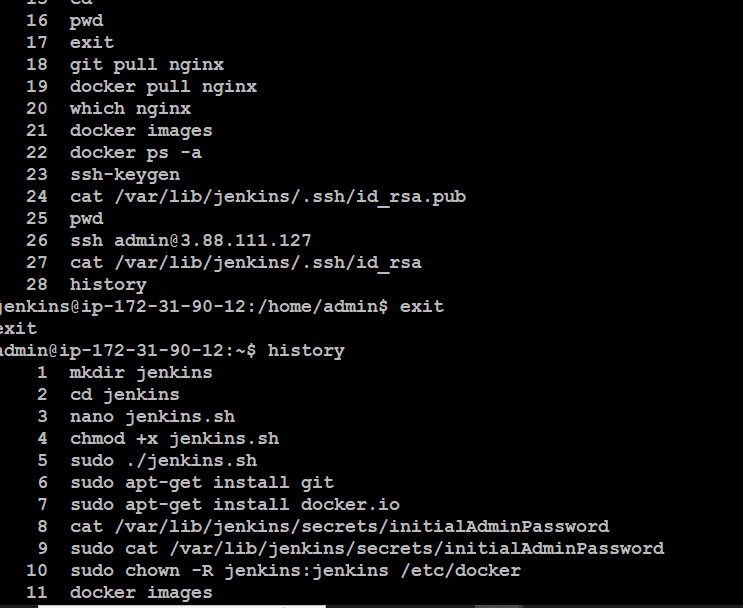 15 cd
16 pwd
17 exit
18 git pull nginx
19 docker pull nginx
20 which nginx
21 docker images
22 docker ps -a
23 ssh-keygen
24 cat /var/lib/jenkins/.ssh/id_rsa.pub
25 pwd
26 ssh admin@3.88.111.127
27 cat /var/lib/jenkins/.ssh/id_rsa
28 history
jenkins@ip-172-31-90-12:/home/admin$ exit
exit
admin@ip-172-31-90-12:~$ history
1 mkdir jenkins
2 cd jenkins
3 nano jenkins.sh
4 chmod +x jenkins.sh
5 sudo ./jenkins.sh
6 sudo apt-get install git
7 sudo apt-get install docker.io
8 cat /var/lib/jenkins/secrets/initialAdminPassword
9 sudo cat /var/lib/jenkins/secrets/initialAdminPassword
10 sudo chown -R jenkins:jenkins /etc/docker
11 docker images